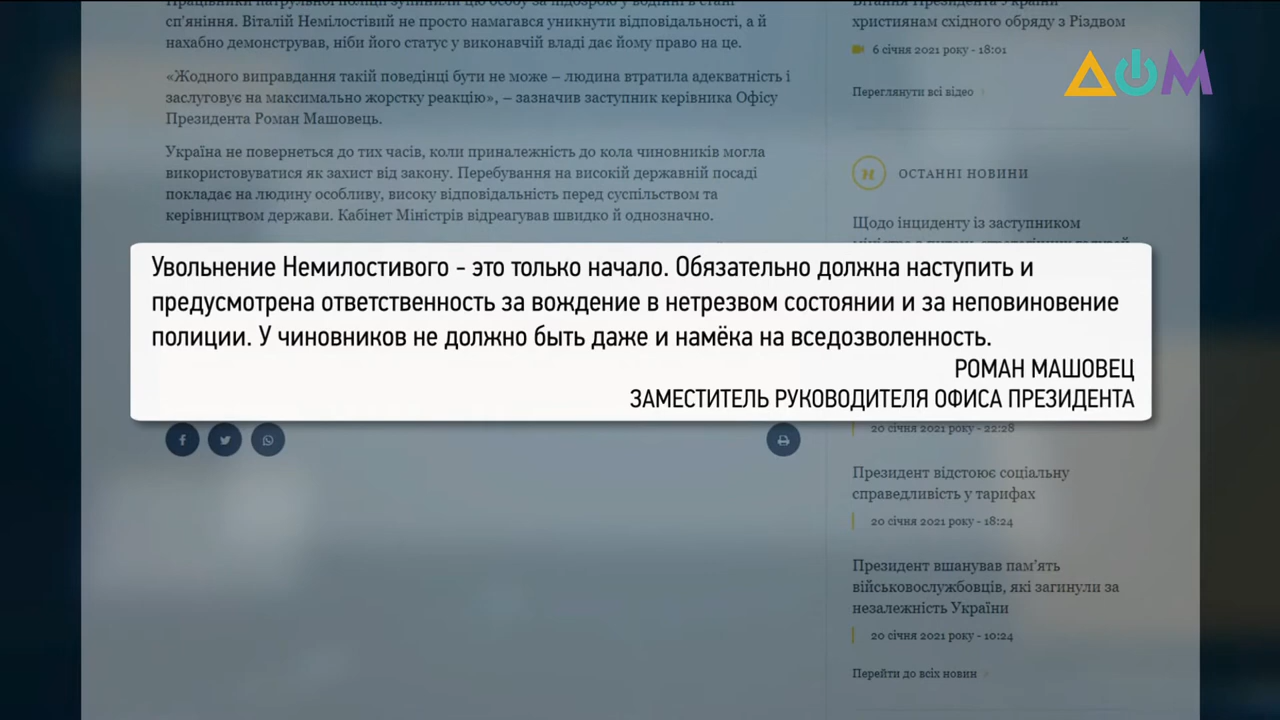 Працівники патрульної поліції зупинили цю особу за підозрою у водінні в стані
сп'яніння. Віталій Немілостівий не просто намагався уникнути відповідальності, а й
нахабно демонстрував, ніби його статус у виконавчій владі дає йому право на це.
«Жодного виправдання такій поведінці бути не може – людина втратила адекватність і
заслуговує на максимально жорстку реакцію», – зазначив заступник керівника Офісу
Президента Роман Машовець.
Україна не повернеться до тих часів, коли приналежність до кола чиновників могла
використовуватися як захист від закону. Перебування на високій державній посаді
покладає на людину особливу, високу відповідальність перед суспільством та
керівництвом держави. Кабінет Міністрів відреагував швидко й однозначно.
Увольнение Немилостивого - это только начало. Обязательно должна наступить и
предусмотрена ответственность за вождение в нетрезвом состоянии и за неповиновение
полиции. У чиновников не должно быть даже и намёка на вседозволенность.
РОМАН МАШОВЕЦ
ЗАМЕСТИТЕЛЬ РУКОВОДИТЕЛЯ ОФИСА ПРЕЗИДЕНТА
Вітання Президента України
християнам східного обряду з Різдвом
6 січня 2021 року - 18:01
Переглянути всі відео
ДОМ
ОСТАННІ НОВИНИ
Щодо інциденту із заступником
20 січня 2021 року - 22:28
Президент відстоює соціальну
справедливість у тарифах
20 січня 2021 року - 18:24
Президент вшанував пам'ять
військовослужбовців, які загинули за
незалежність України
20 січня 2021 року - 10:24
Перейти до всіх новин